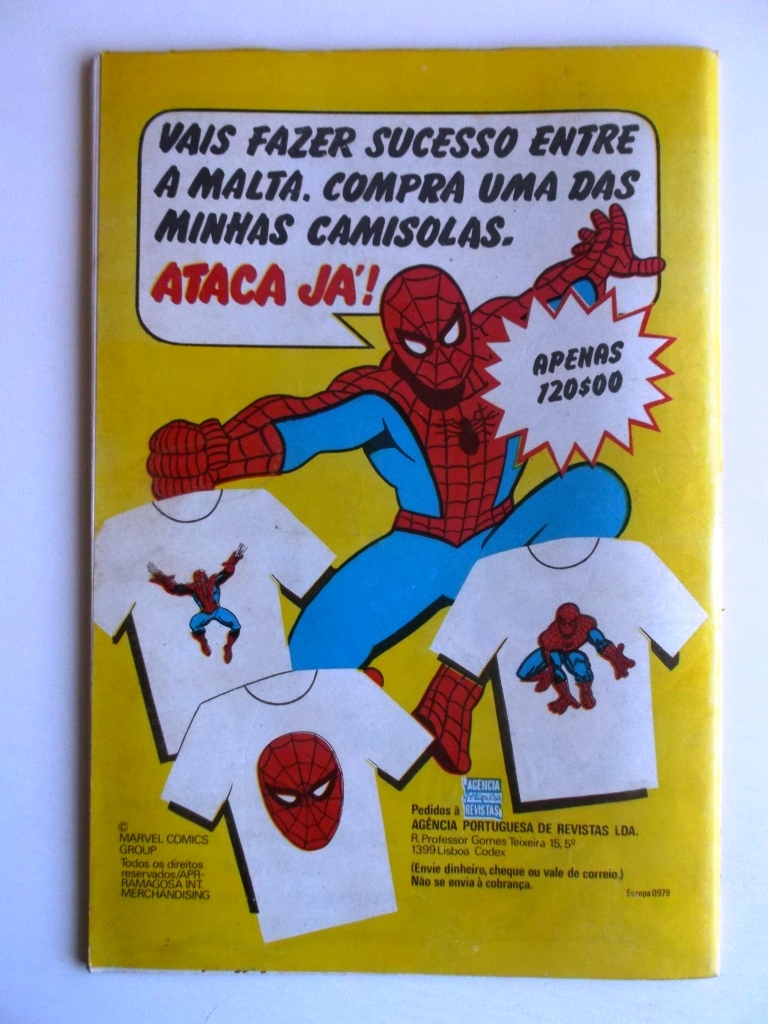 VAIS FAZER SUCESSO ENTRE
A MALTA. COMPRA UMA DAS
MINHAS CAMISOLAS.
ATACA JÁ!
APENAS
120$00
©
MARVEL COMICS
GROUP
Todos os direitos
reservados/APR-
RAMAGOSA INT.
MERCHANDISING
Pedidos à
AGÊNCIA
REVISTAS
AGÊNCIA PORTUGUESA DE REVISTAS LDA.
R. Professor Gomes Teixeira 15, 5º
1399 Lisboa Codex
(Envie dinheiro, cheque ou vale de correio.)
Não se envia à cobrança.
Europa 0979